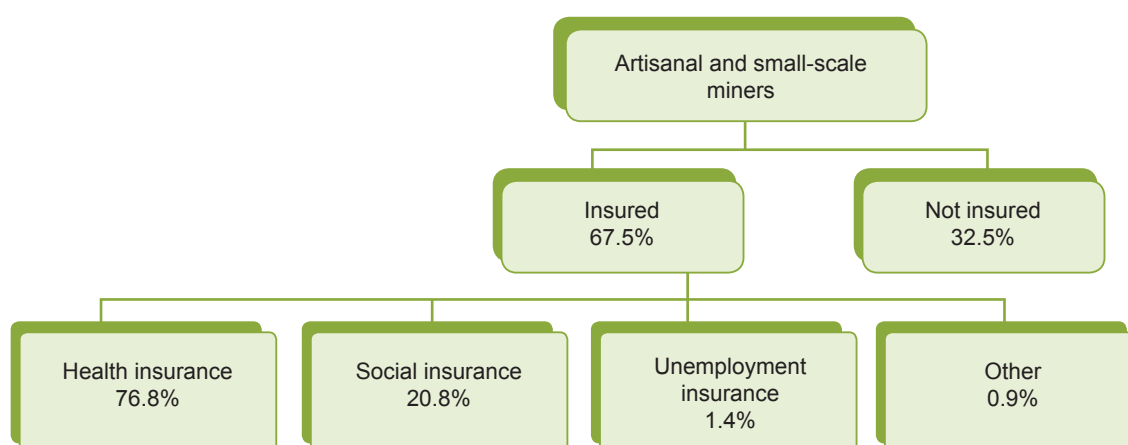 Artisanal and small-scale
miners
Insured
67.5%
Not insured
32.5%
Health insurance
76.8%
Social insurance
20.8%
Unemployment
insurance
1.4%
Other
0.9%